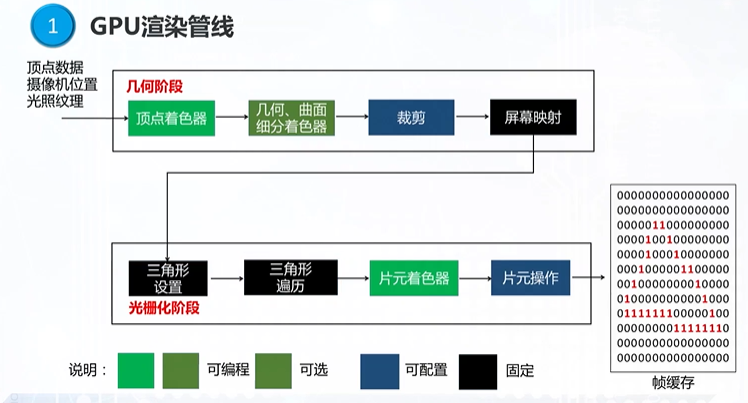 1 GPU渲染管线
顶点数据
摄像机位置
光照纹理
几何阶段
顶点着色器
几何、曲面
细分着色器
裁剪
屏幕映射
三角形
设置
三角形
遍历
片元着色器
片元操作
光栅化阶段
0000000000000000
0000000000000000
0000011000000000
0000100100000000
0000100100000000
0001000011000000
0010000000010000
0100000000001000
0111111100000100
0000000011111110
0000000000000000
0000000000000000
帧缓存
说明：
可编程
可选
可配置
固定